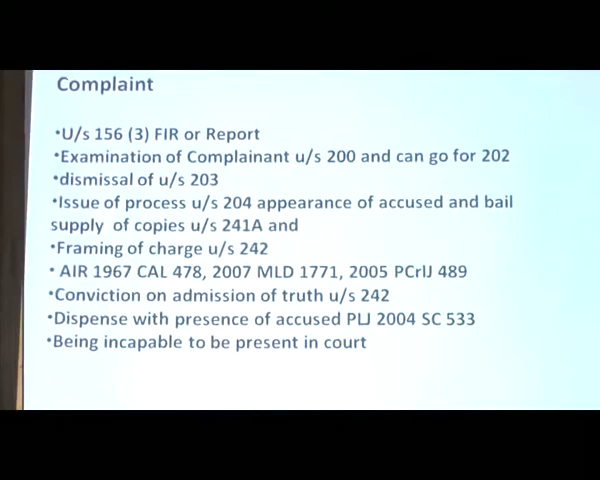 Complaint
•U/s 156 (3) FIR or Report
•Examination of Complainant u/s 200 and can go for 202
•dismissal of u/s 203
•Issue of process u/s 204 appearance of accused and bail
supply of copies u/s 241A and
•Framing of charge u/s 242
• AIR 1967 CAL 478, 2007 MLD 1771, 2005 PCrlJ 489
•Conviction on admission of truth u/s 242
•Dispense with presence of accused PLJ 2004 SC 533
•Being incapable to be present in court